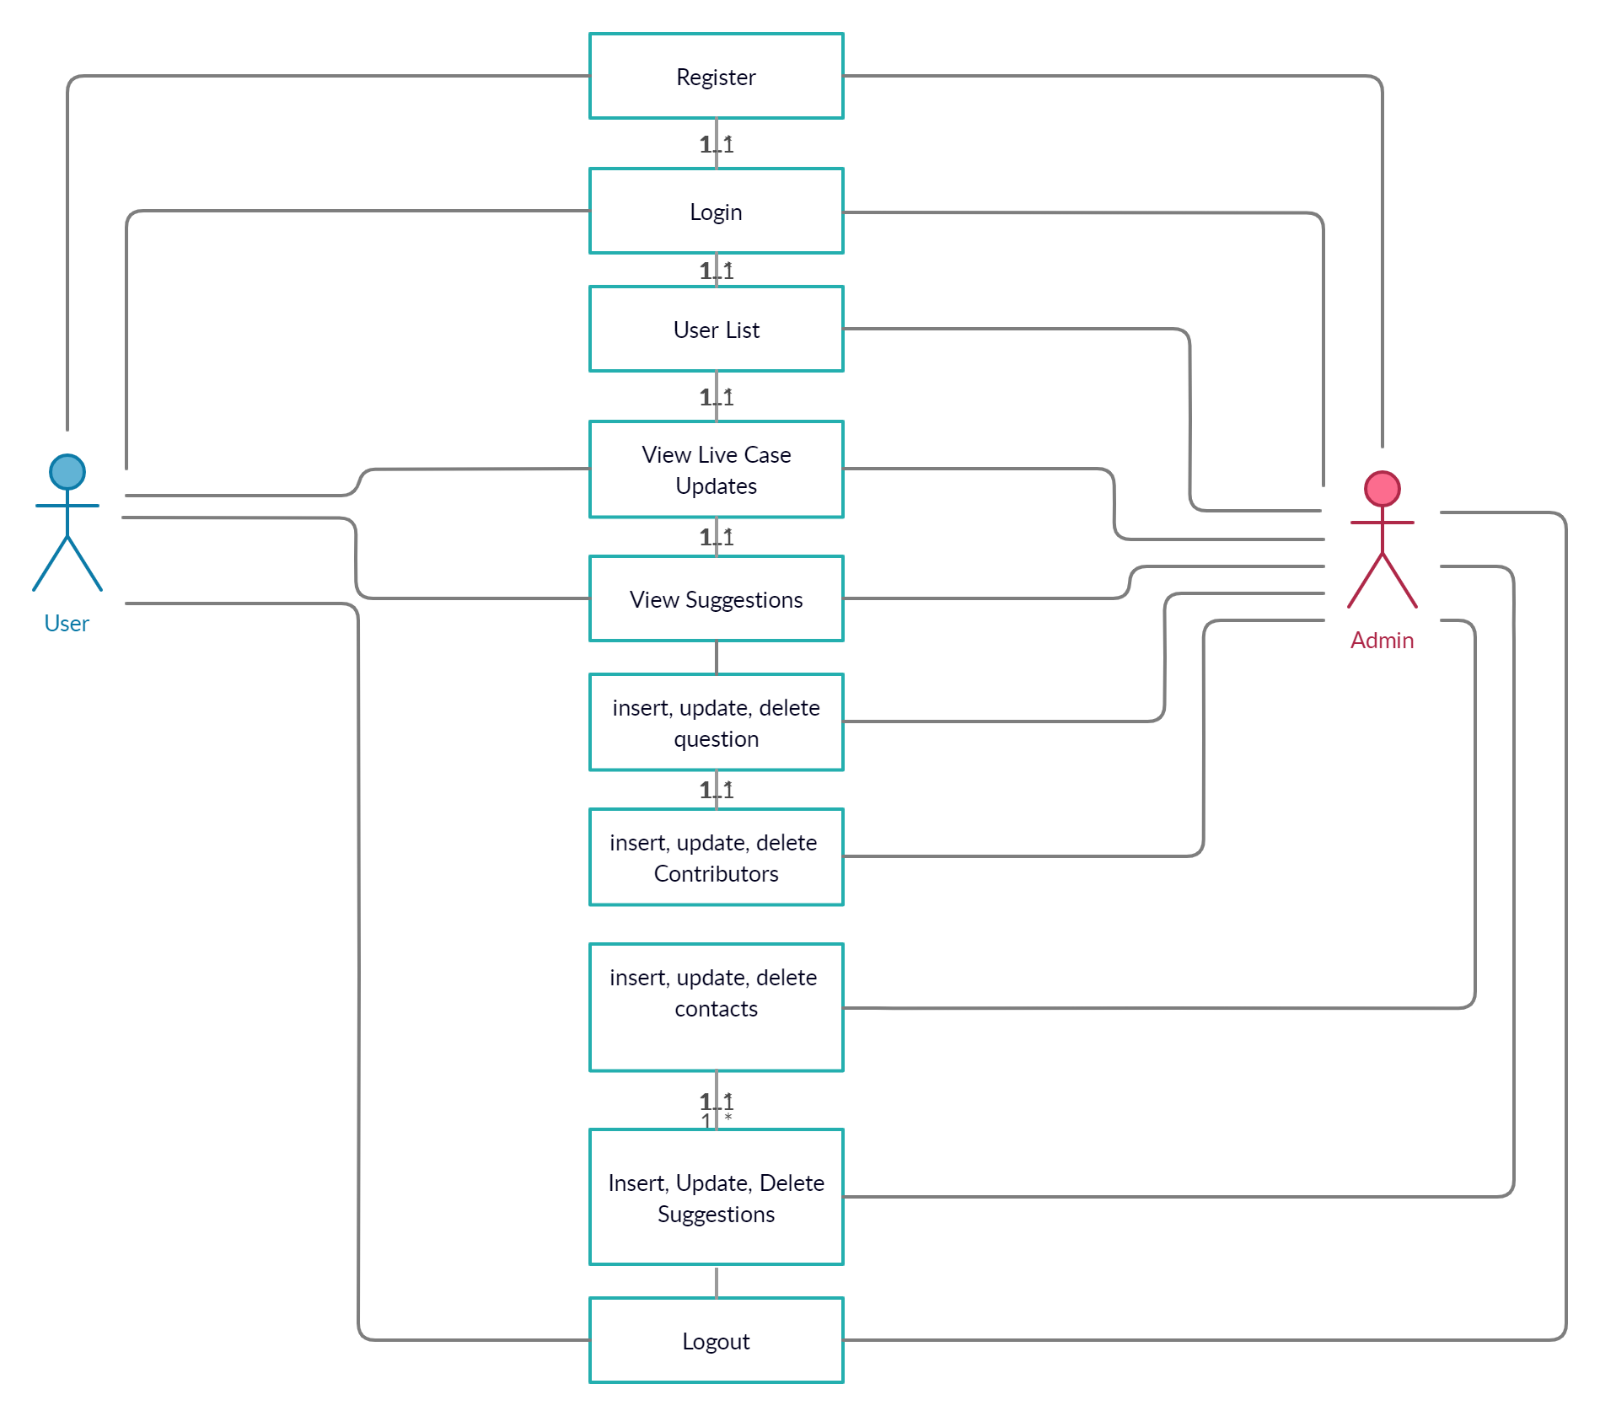 Register
1..1
Login
1..1
User List
1..1
View Live Case
Updates
1..1
View Suggestions
User
Admin
insert, update, delete
question
1..1
insert, update, delete
Contributors
insert, update, delete
contacts
1..1
1 *
Insert, Update, Delete
Suggestions
Logout